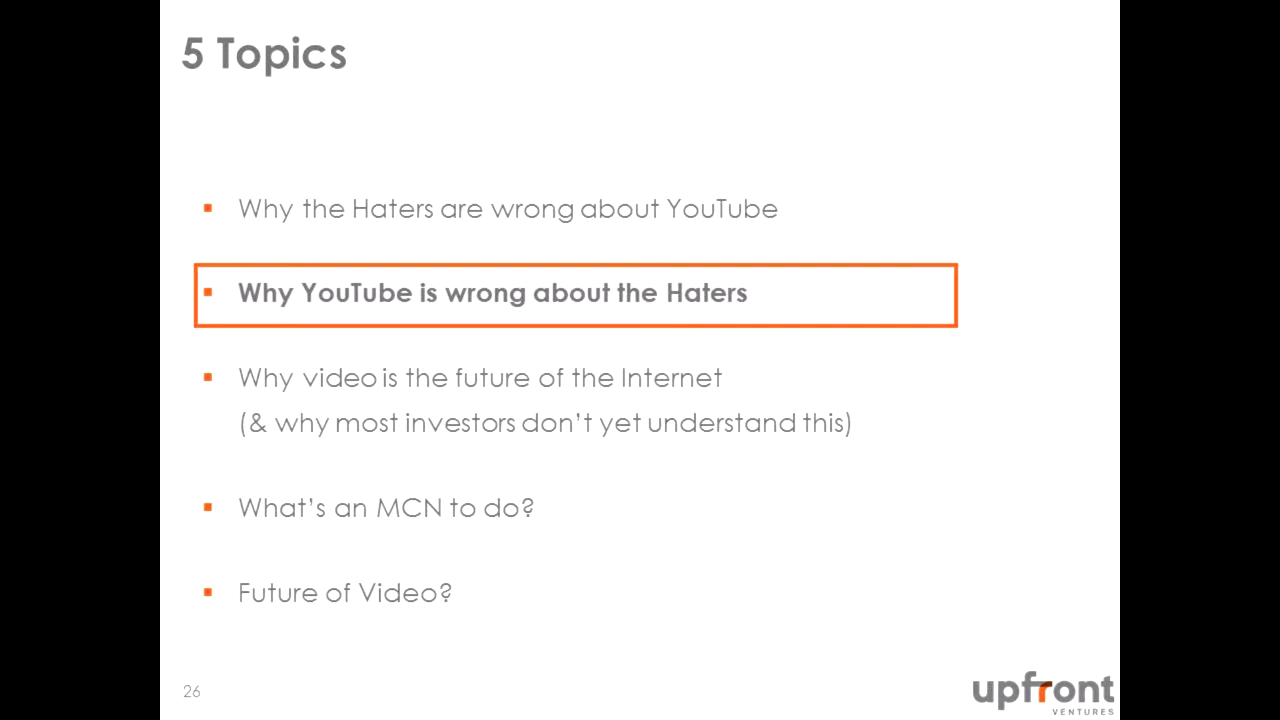 5 Topics
Why the Haters are wrong about YouTube
Why YouTube is wrong about the Haters
Why video is the future of the Internet
(& why most investors don't yet understand this)
What's an MCN to do?
Future of Video?
26
upfront
VENTURES